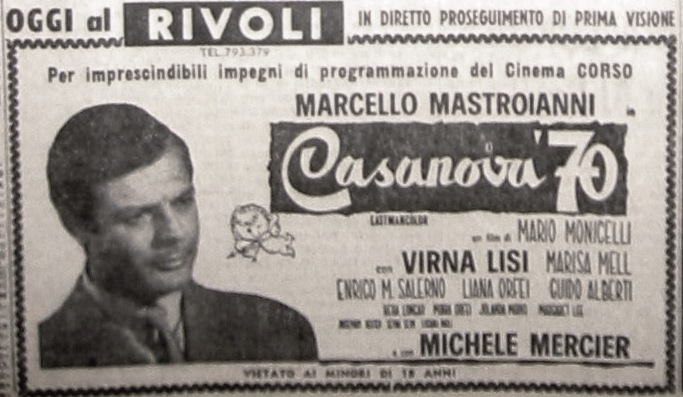 OGGI al RIVOLI IN DIRETTO PROSEGUIMENTO DI PRIMA VISIONE
TEL. 793.379
Per imprescindibili impegni di programmazione del Cinema CORSO
MARCELLO MASTROIANNI in
Casanova '70
EASTMANCOLOR
un film di MARIO MONICELLI
con VIRNA LISI MARISA MELL
ENRICO M. SALERNO LIANA ORFEI GUIDO ALBERTI
MARGARET LEE
e con MICHELE MERCIER
VIETATO AI MINORI DI 18 ANNI